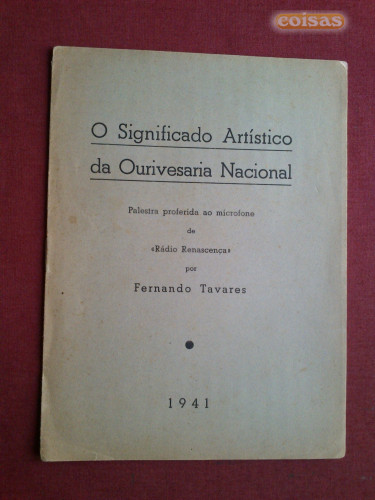 coisas
O Significado Artístico
da Ourivesaria Nacional
Palestra proferida ao microfone
de
«Rádio Renascença»
por
Fernando Tavares
1941